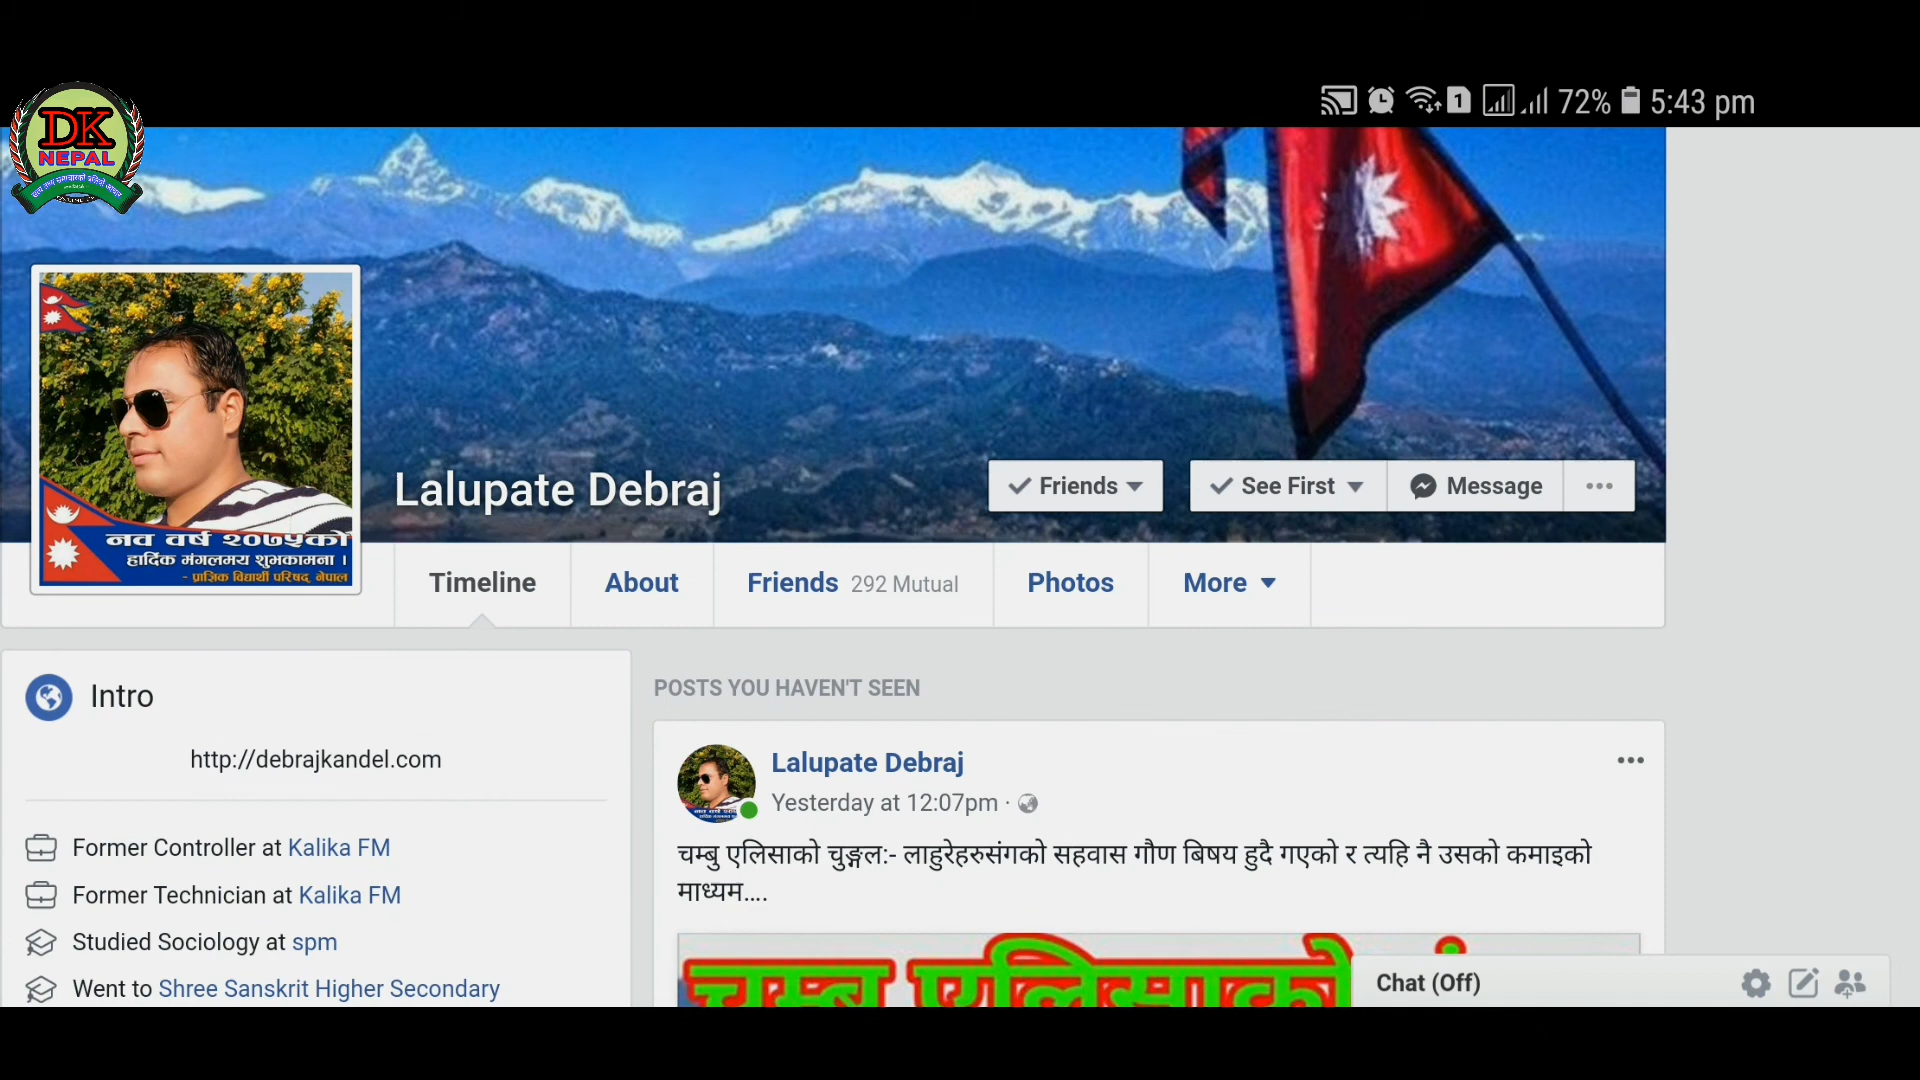 72% 5:43 pm
DK
NEPAL
Lalupate Debraj
Friends
See First
Message
नव वर्ष २०७५को
हार्दिक मंगलमय शुभकामना ।
- प्राज्ञिक विद्यार्थी परिषद्, नेपाल
Timeline
About
Friends 292 Mutual
Photos
More
Intro
http://debrajkandel.com
Former Controller at Kalika FM
Former Technician at Kalika FM
Studied Sociology at spm
Went to Shree Sanskrit Higher Secondary
POSTS YOU HAVEN'T SEEN
Lalupate Debraj
Yesterday at 12:07pm ·
चम्बु एलिसाको चुङ्गल:- लाहुरेहरुसंगको सहवास गौण बिषय हुदै गएको र त्यहि नै उसको कमाइको
माध्यम....
चम्बु एलिसाको
Chat (Off)